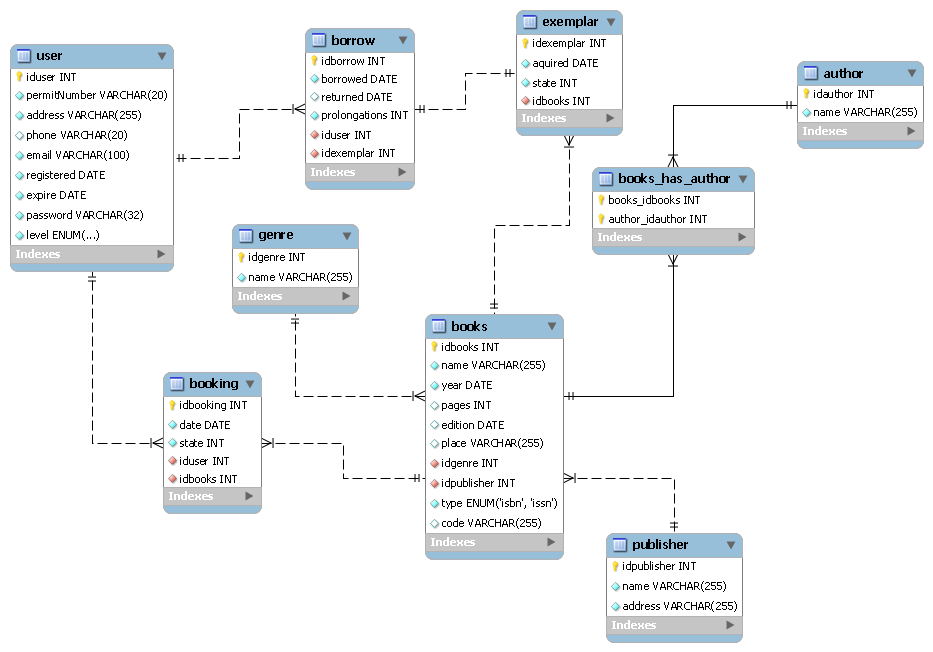 user
iduser INT
permitNumber VARCHAR(20)
address VARCHAR(255)
phone VARCHAR(20)
email VARCHAR(100)
registered DATE
expire DATE
password VARCHAR(32)
level ENUM(...)
Indexes
borrow
idborrow INT
borrowed DATE
returned DATE
prolongations INT
iduser INT
idexemplar INT
Indexes
exemplar
idexemplar INT
aquired DATE
state INT
idbooks INT
Indexes
author
idauthor INT
name VARCHAR(255)
Indexes
books_has_author
books_idbooks INT
author_idauthor INT
Indexes
genre
idgenre INT
name VARCHAR(255)
Indexes
booking
idbooking INT
date DATE
state INT
iduser INT
idbooks INT
Indexes
books
idbooks INT
name VARCHAR(255)
year DATE
pages INT
edition DATE
place VARCHAR(255)
idgenre INT
idpublisher INT
type ENUM('isbn', 'issn')
code VARCHAR(255)
Indexes
publisher
idpublisher INT
name VARCHAR(255)
address VARCHAR(255)
Indexes